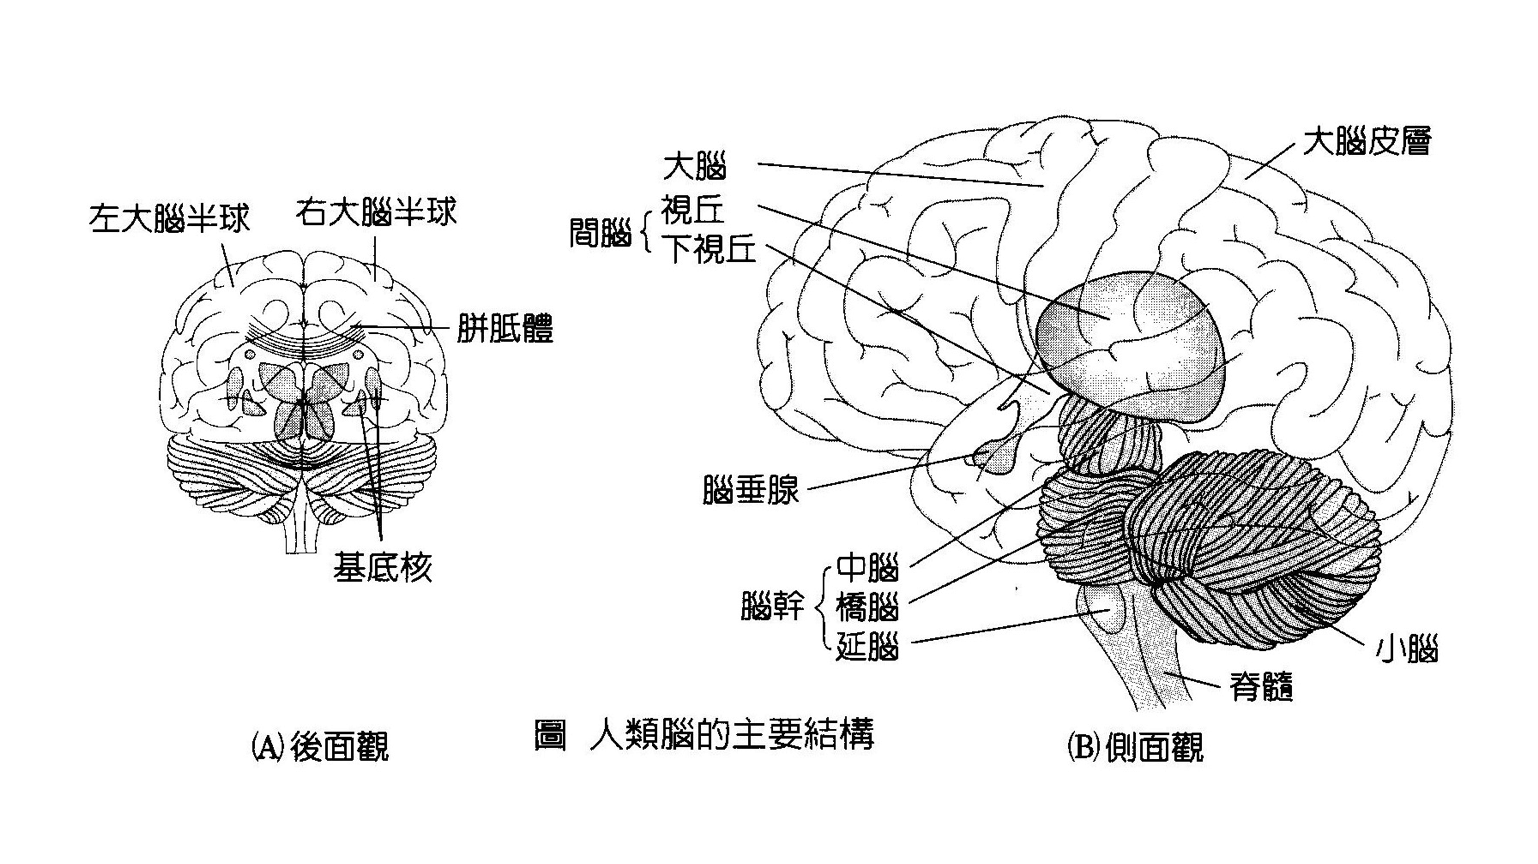 左大腦半球
右大腦半球
胼胝體
基底核
(A)後面觀
大腦
間腦
視丘
下視丘
大腦皮層
腦垂腺
腦幹
中腦
橋腦
延腦
小腦
脊髓
(B)側面觀
圖 人類腦的主要結構